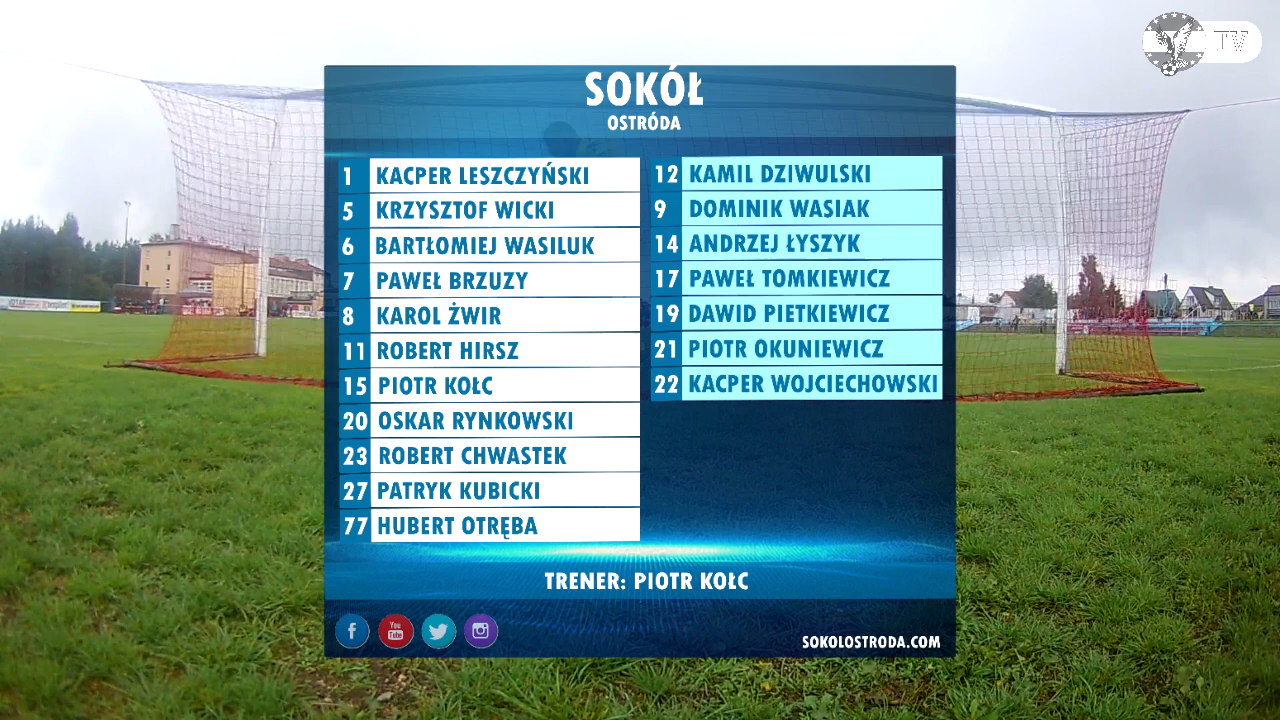 TV
SOKÓŁ
OSTRÓDA
1 KACPER LESZCZYŃSKI
5 KRZYSZTOF WICKI
6 BARTŁOMIEJ WASILUK
7 PAWEŁ BRZUZY
8 KAROL ŻWIR
11 ROBERT HIRSZ
15 PIOTR KOŁC
20 OSKAR RYNKOWSKI
23 ROBERT CHWASTEK
27 PATRYK KUBICKI
77 HUBERT OTRĘBA
12 KAMIL DZIWULSKI
9 DOMINIK WASIAK
14 ANDRZEJ ŁYSZYK
17 PAWEŁ TOMKIEWICZ
19 DAWID PIETKIEWICZ
21 PIOTR OKUNIEWICZ
22 KACPER WOJCIECHOWSKI
TRENER: PIOTR KOŁC
You
Tube
SOKOLOSTRODA.COM